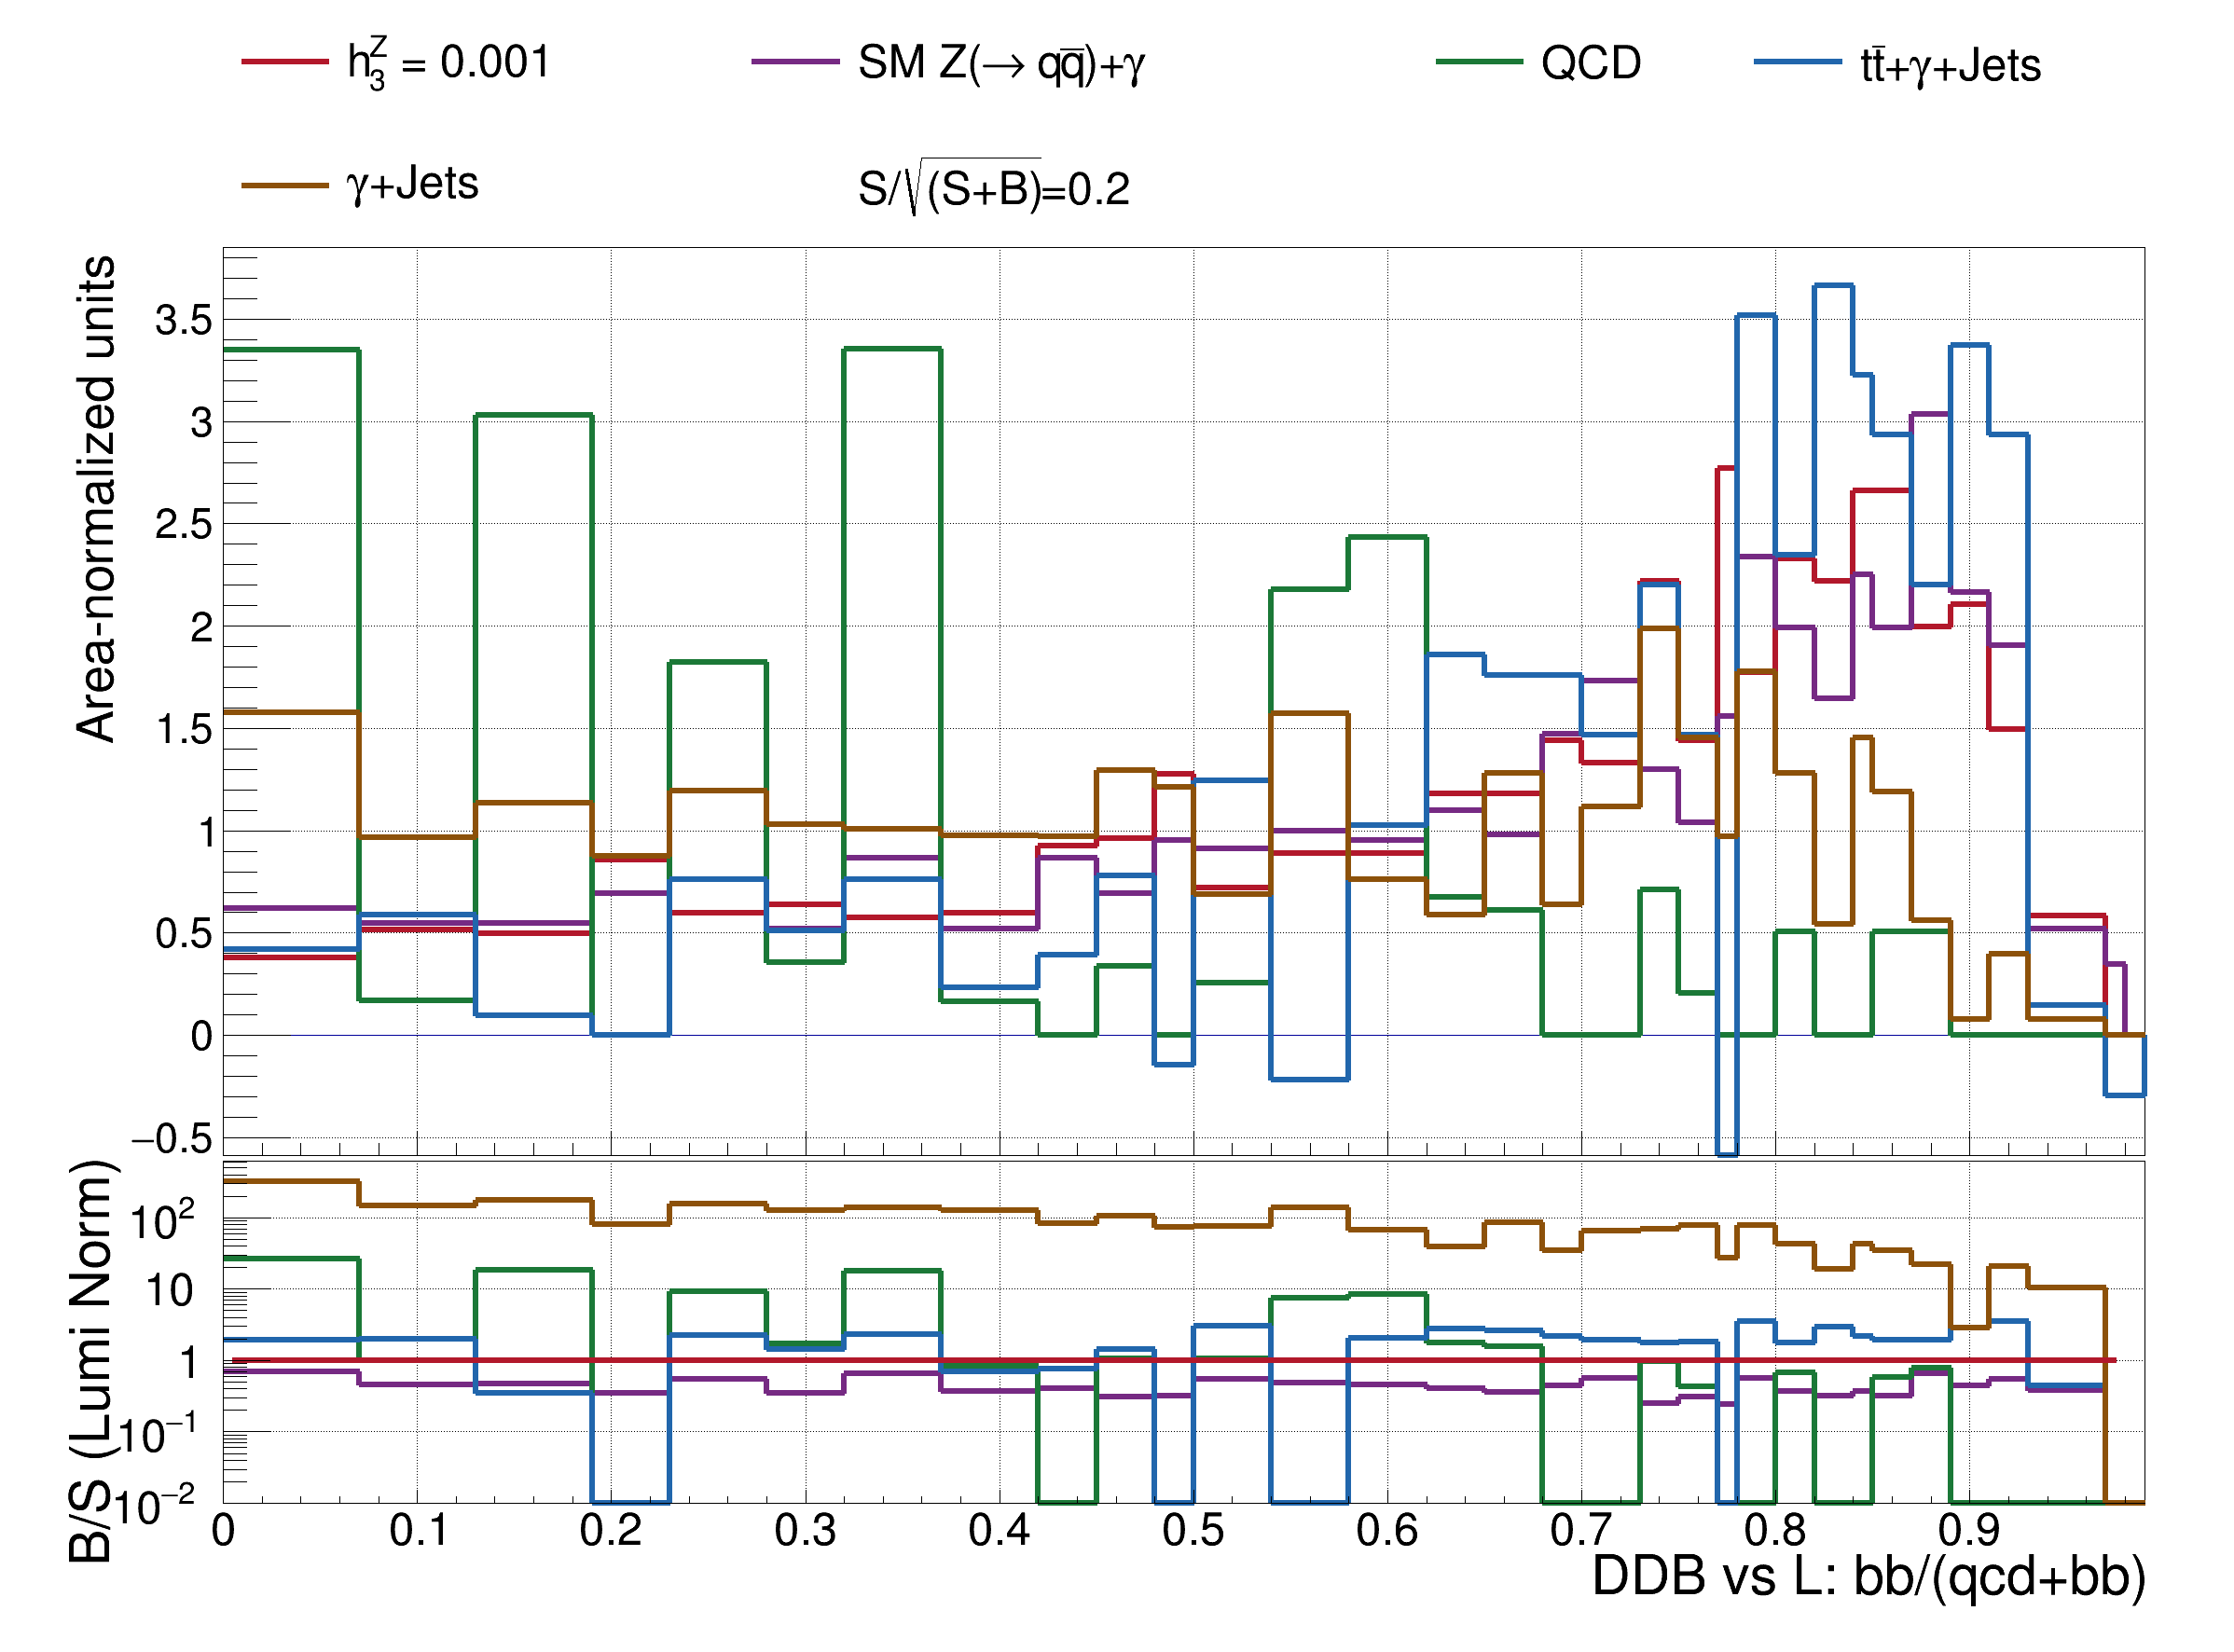 h₃ᶻ = 0.001 SM Z(→ qq̄)+γ QCD tt̄+γ+Jets
γ+Jets S/√(S+B)=0.2
Area-normalized units
3.5
3
2.5
2
1.5
1
0.5
0
−0.5
B/S (Lumi Norm)
10²
10
1
10⁻¹
10⁻²
0 0.1 0.2 0.3 0.4 0.5 0.6 0.7 0.8 0.9
DDB vs L: bb/(qcd+bb)